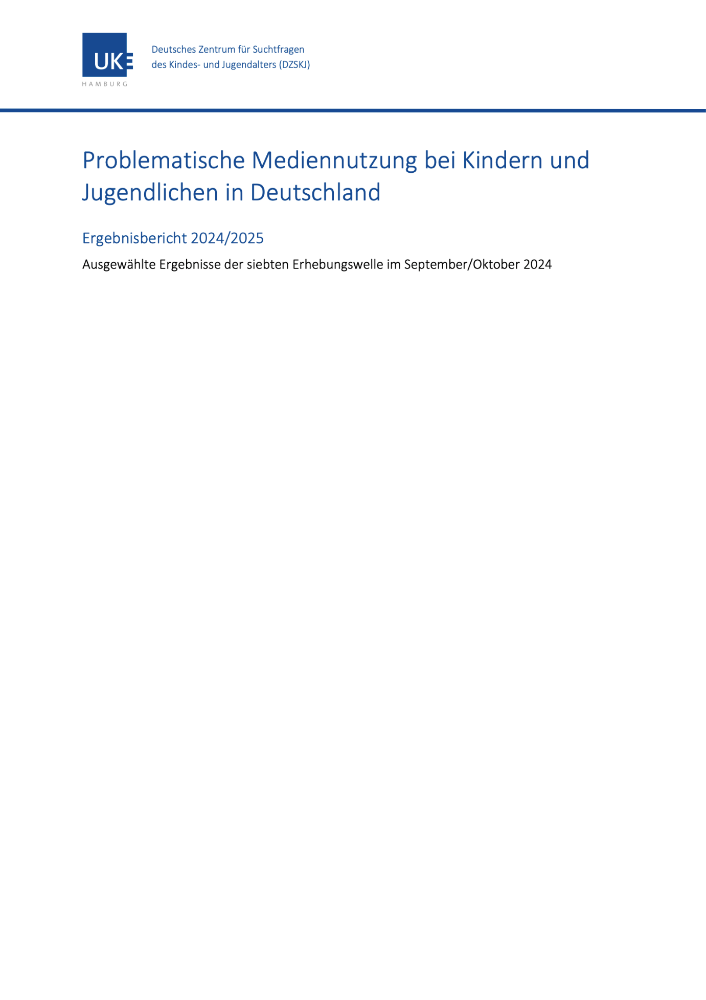 UKE
HAMBURG
Deutsches Zentrum für Suchtfragen
des Kindes- und Jugendalters (DZSKJ)
Problematische Mediennutzung bei Kindern und
Jugendlichen in Deutschland
Ergebnisbericht 2024/2025
Ausgewählte Ergebnisse der siebten Erhebungswelle im September/Oktober 2024